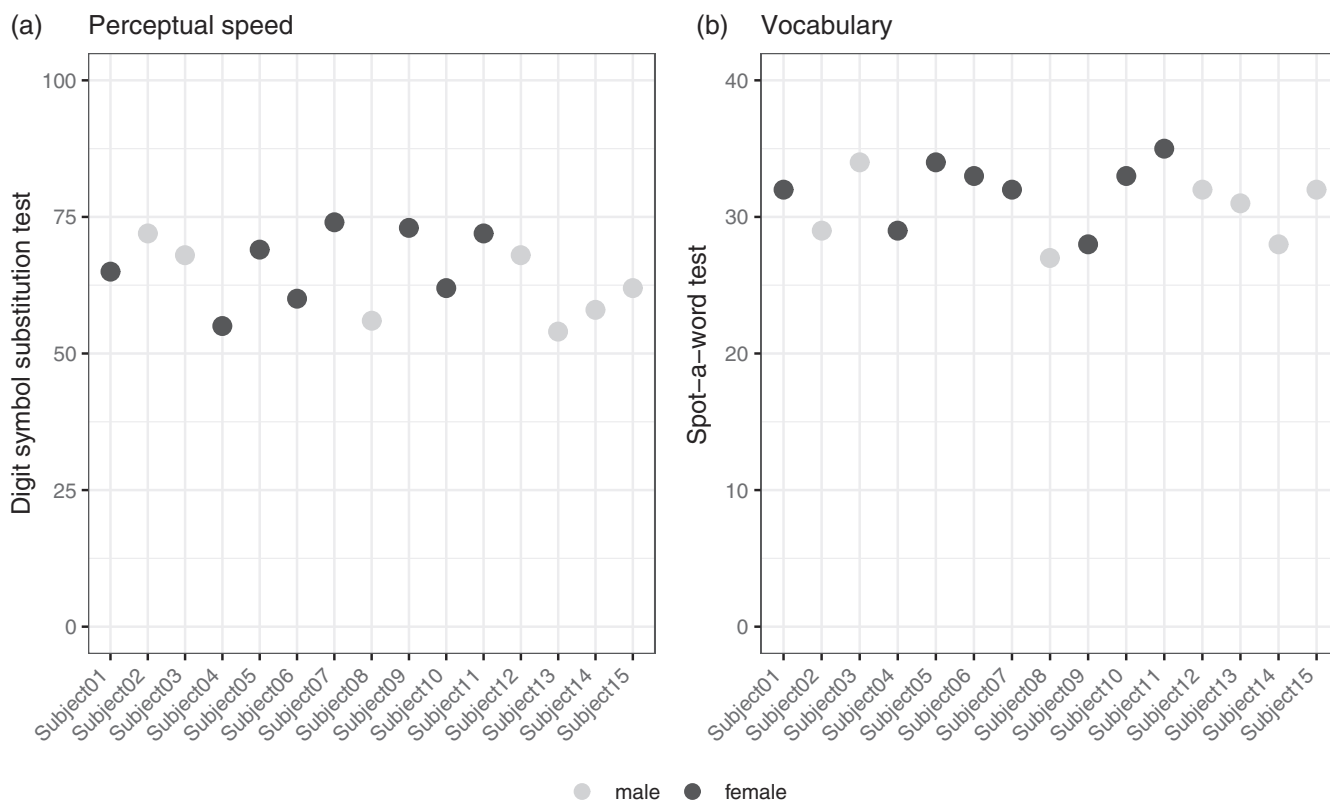 (a) Perceptual speed
Digit symbol substitution test
100
75
50
25
0
Subject01
Subject02
Subject03
Subject04
Subject05
Subject06
Subject07
Subject08
Subject09
Subject10
Subject11
Subject12
Subject13
Subject14
Subject15
(b) Vocabulary
Spot–a–word test
40
30
20
10
0
Subject01
Subject02
Subject03
Subject04
Subject05
Subject06
Subject07
Subject08
Subject09
Subject10
Subject11
Subject12
Subject13
Subject14
Subject15
male female